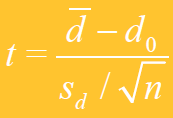 t = (d̅ − d₀) / (s_d / √n)